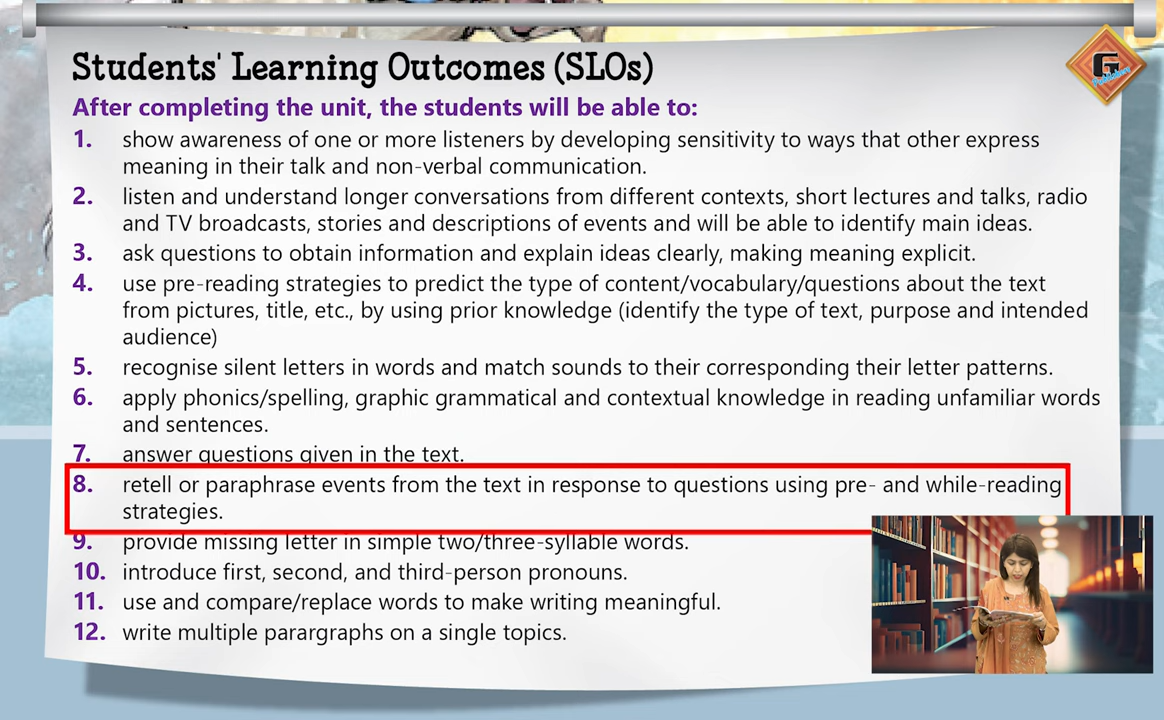 Students' Learning Outcomes (SLOs)
G
After completing the unit, the students will be able to:
1. show awareness of one or more listeners by developing sensitivity to ways that other express
meaning in their talk and non-verbal communication.
2. listen and understand longer conversations from different contexts, short lectures and talks, radio
and TV broadcasts, stories and descriptions of events and will be able to identify main ideas.
3. ask questions to obtain information and explain ideas clearly, making meaning explicit.
4. use pre-reading strategies to predict the type of content/vocabulary/questions about the text
from pictures, title, etc., by using prior knowledge (identify the type of text, purpose and intended
audience)
5. recognise silent letters in words and match sounds to their corresponding their letter patterns.
6. apply phonics/spelling, graphic grammatical and contextual knowledge in reading unfamiliar words
and sentences.
7. answer questions given in the text.
8. retell or paraphrase events from the text in response to questions using pre- and while-reading
strategies.
9. provide missing letter in simple two/three-syllable words.
10. introduce first, second, and third-person pronouns.
11. use and compare/replace words to make writing meaningful.
12. write multiple parargraphs on a single topics.